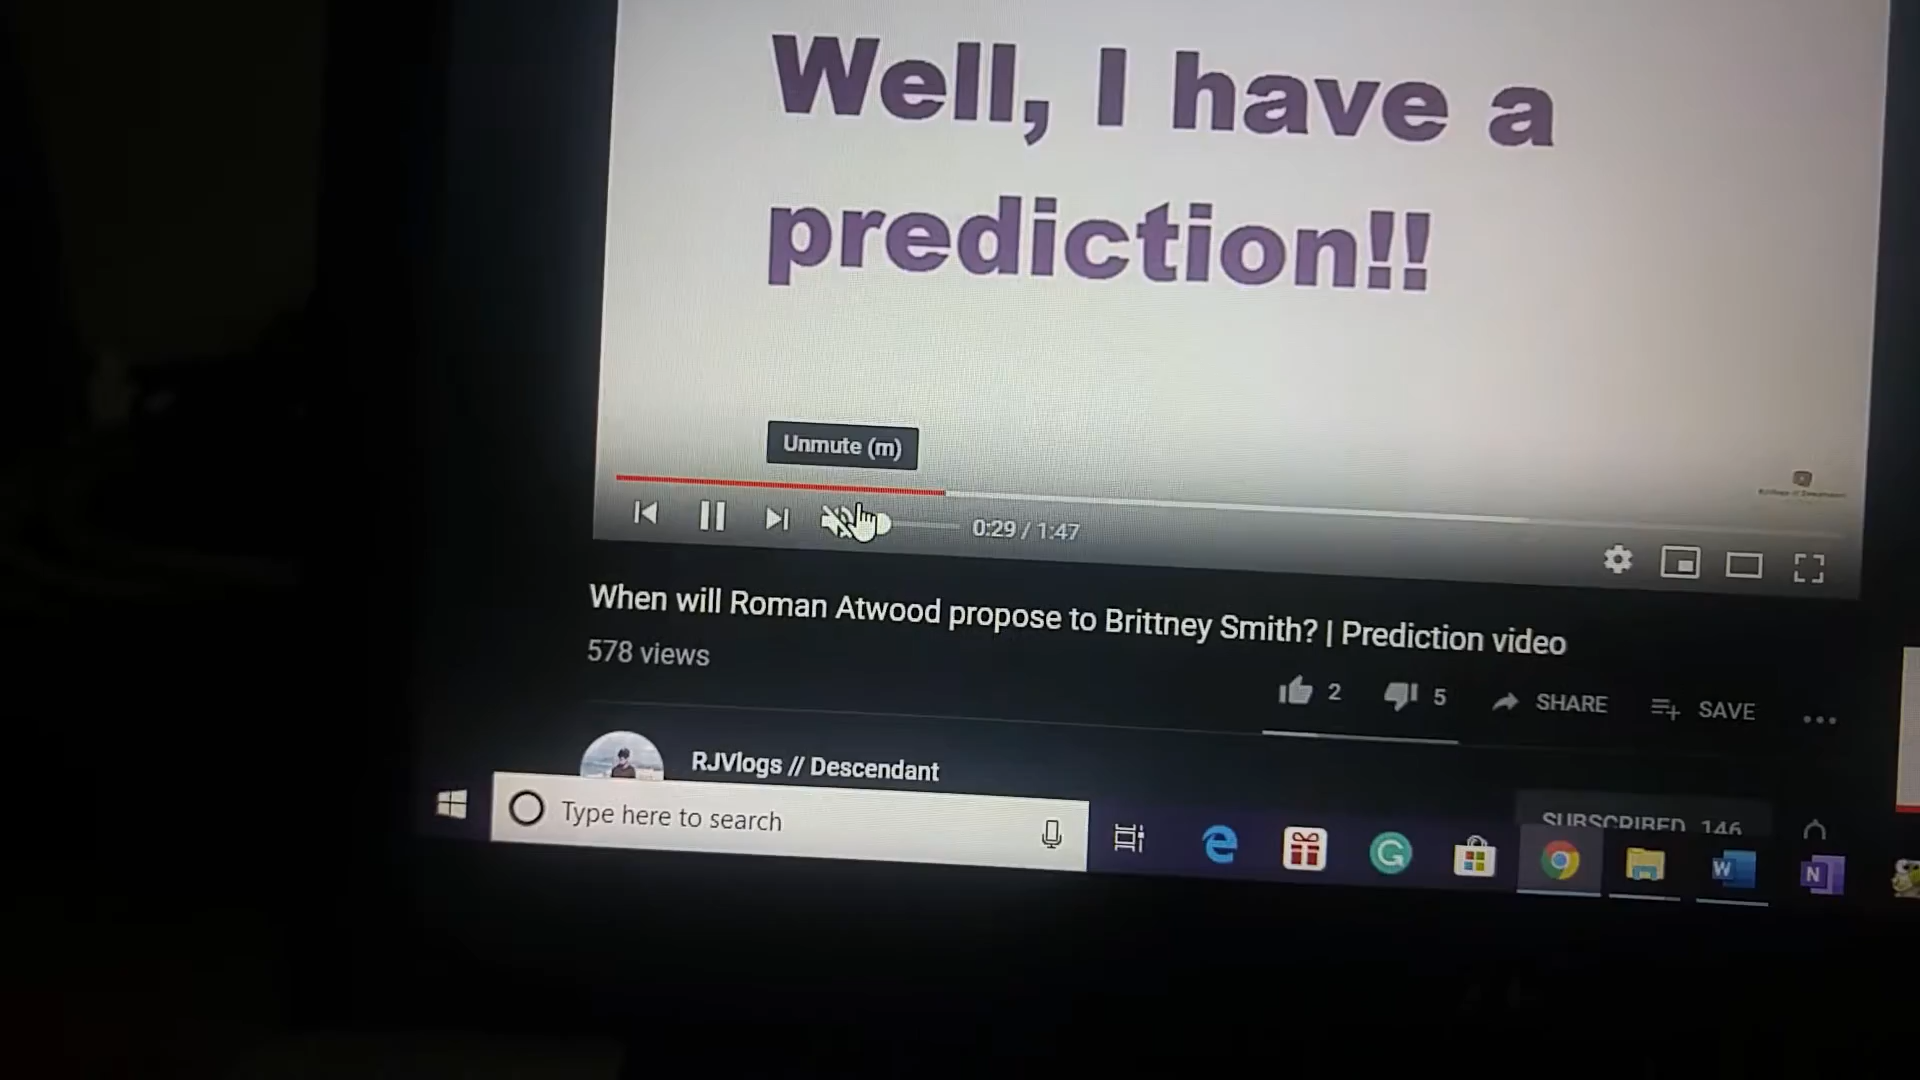 Well, I have a
prediction!!
Unmute (m)
0:29 / 1:47
When will Roman Atwood propose to Brittney Smith? | Prediction video
578 views
2
5
SHARE
SAVE
RJVlogs // Descendant
SUBSCRIBED 146
Type here to search